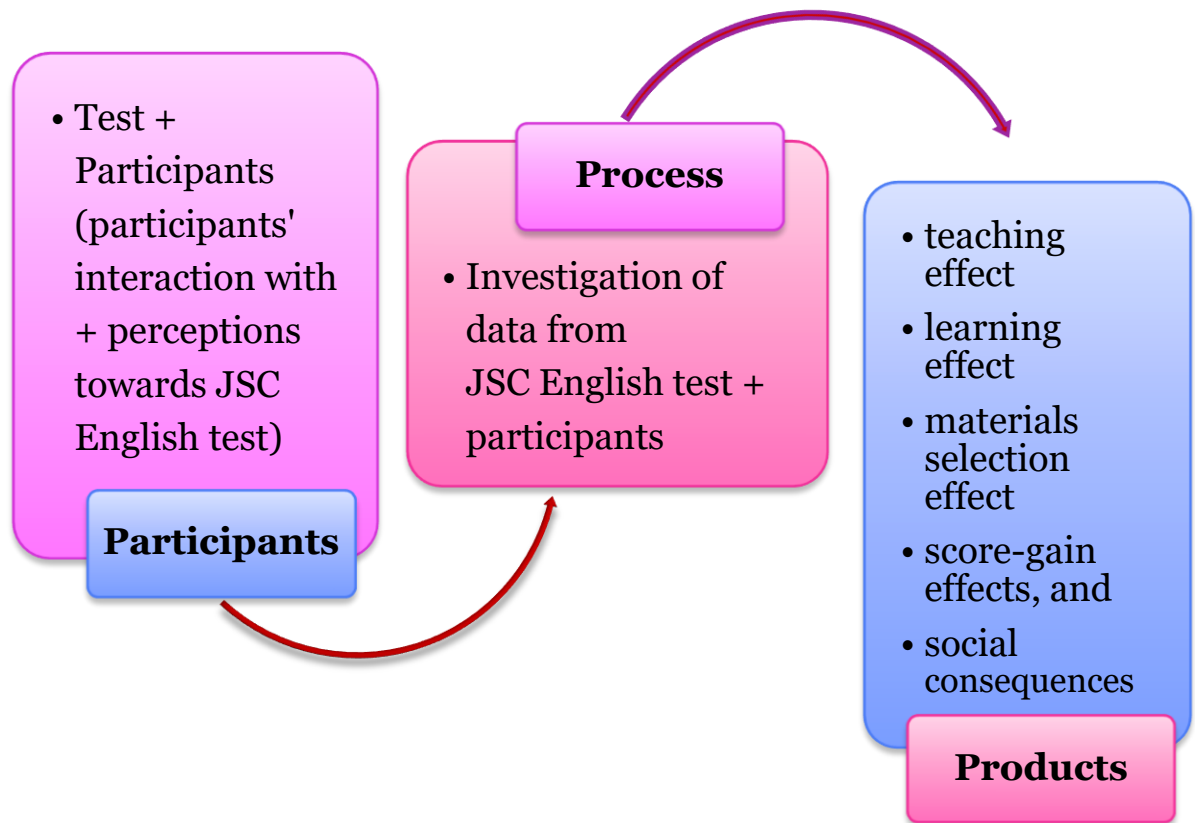 • Test +
Participants
(participants'
interaction with
+ perceptions
towards JSC
English test)
Participants
Process
• Investigation of
data from
JSC English test +
participants
• teaching
effect
• learning
effect
• materials
selection
effect
• score-gain
effects, and
• social
consequences
Products